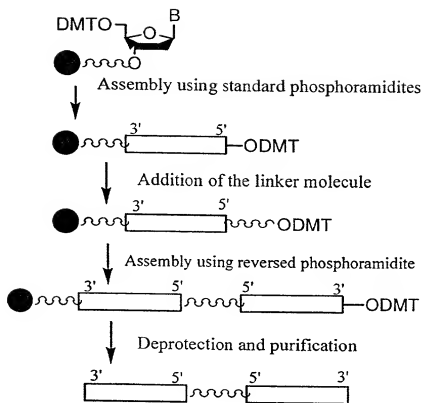 B
DMTO
O
O
Assembly using standard phosphoramidites
3' 5'
ODMT
Addition of the linker molecule
3' 5'
ODMT
Assembly using reversed phosphoramidite
3' 5' 5' 3'
ODMT
Deprotection and purification
3' 5' 5' 3'